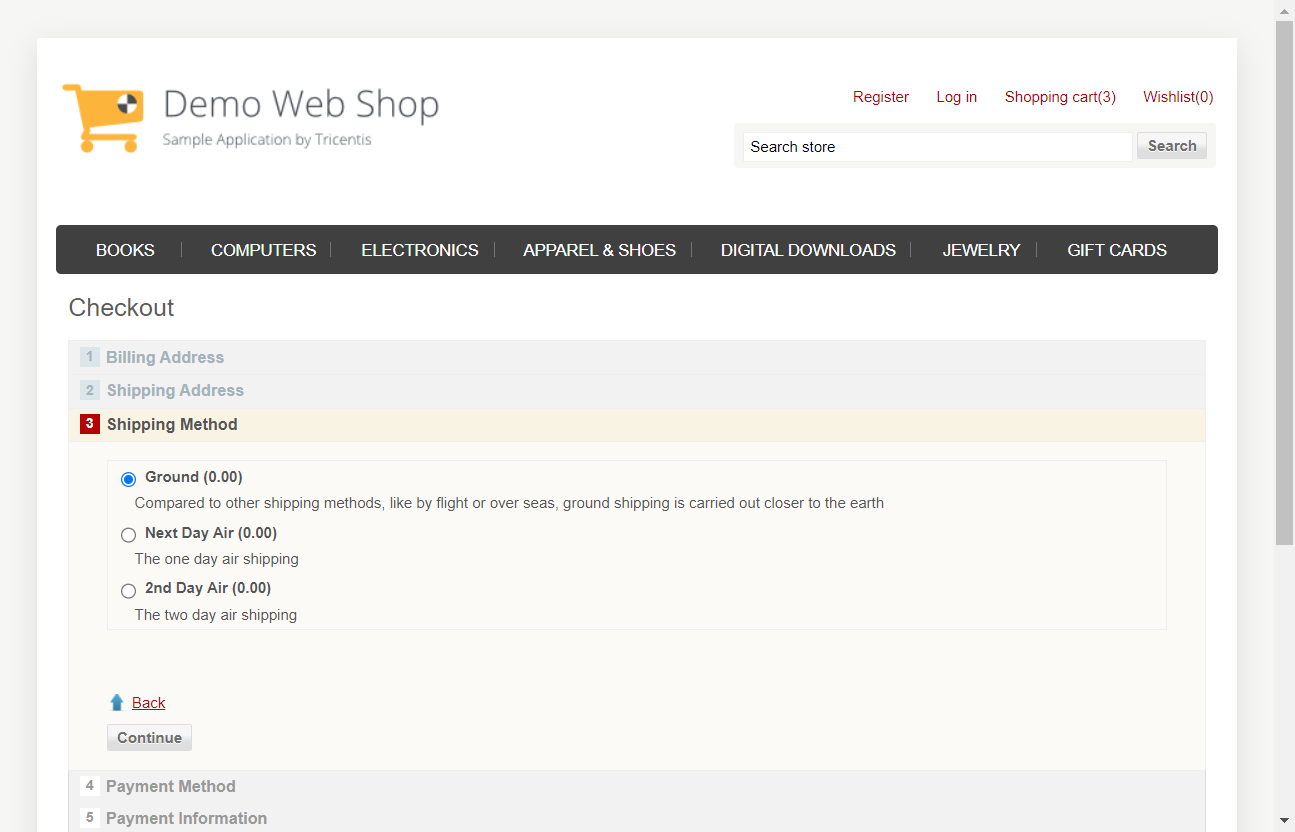 Demo Web Shop
Sample Application by Tricentis
Register Log in Shopping cart(3) Wishlist(0)
Search store Search
BOOKS COMPUTERS ELECTRONICS APPAREL & SHOES DIGITAL DOWNLOADS JEWELRY GIFT CARDS
Checkout
1 Billing Address
2 Shipping Address
3 Shipping Method
Ground (0.00)
Compared to other shipping methods, like by flight or over seas, ground shipping is carried out closer to the earth
Next Day Air (0.00)
The one day air shipping
2nd Day Air (0.00)
The two day air shipping
Back
Continue
4 Payment Method
5 Payment Information